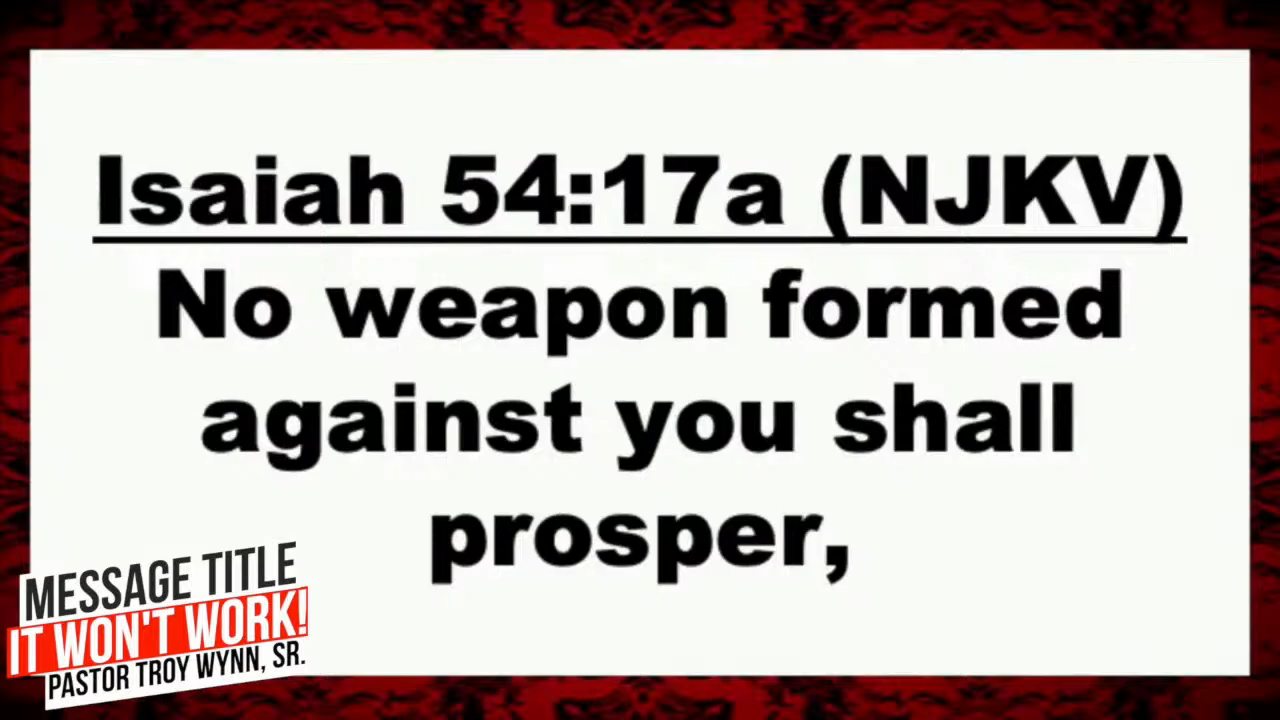 Isaiah 54:17a (NJKV)
No weapon formed
against you shall
prosper,
MESSAGE TITLE
IT WON'T WORK!
PASTOR TROY WYNN, SR.